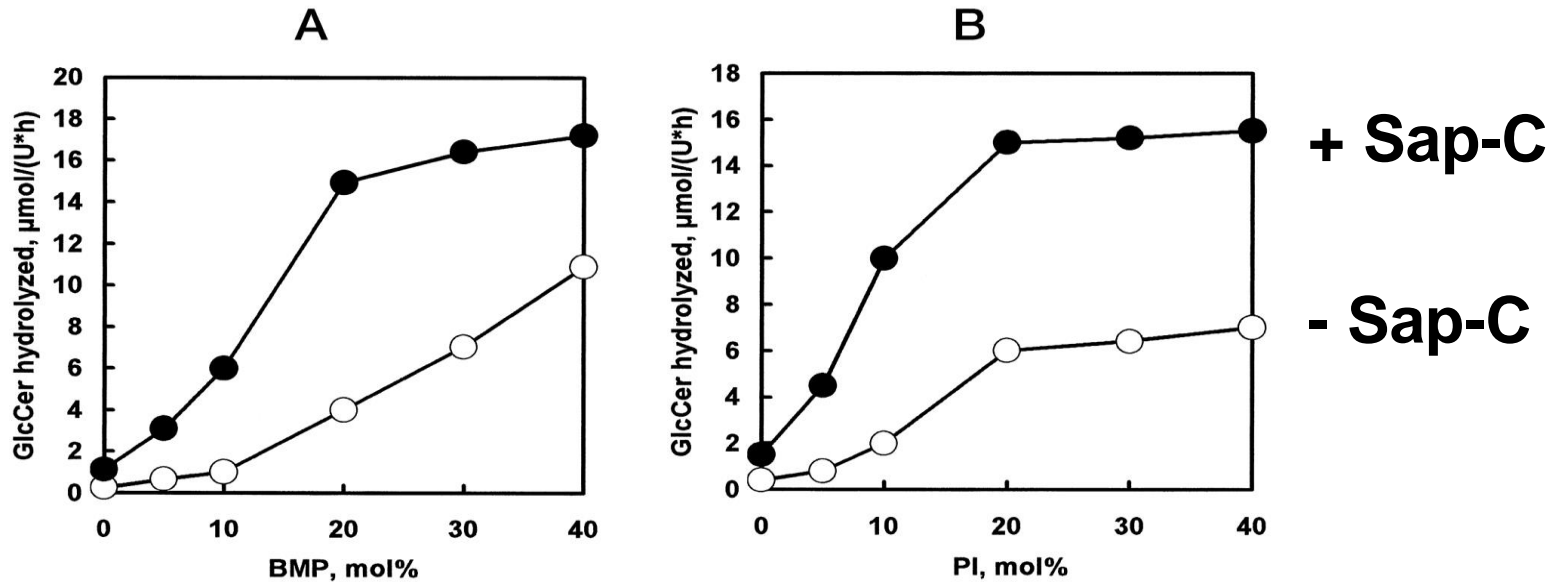 A
GlcCer hydrolyzed, µmol/(U*h)
20
18
16
14
12
10
8
6
4
2
0
0 10 20 30 40
BMP, mol%
B
GlcCer hydrolyzed, µmol/(U*h)
18
16
14
12
10
8
6
4
2
0
0 10 20 30 40
PI, mol%
+ Sap-C
- Sap-C